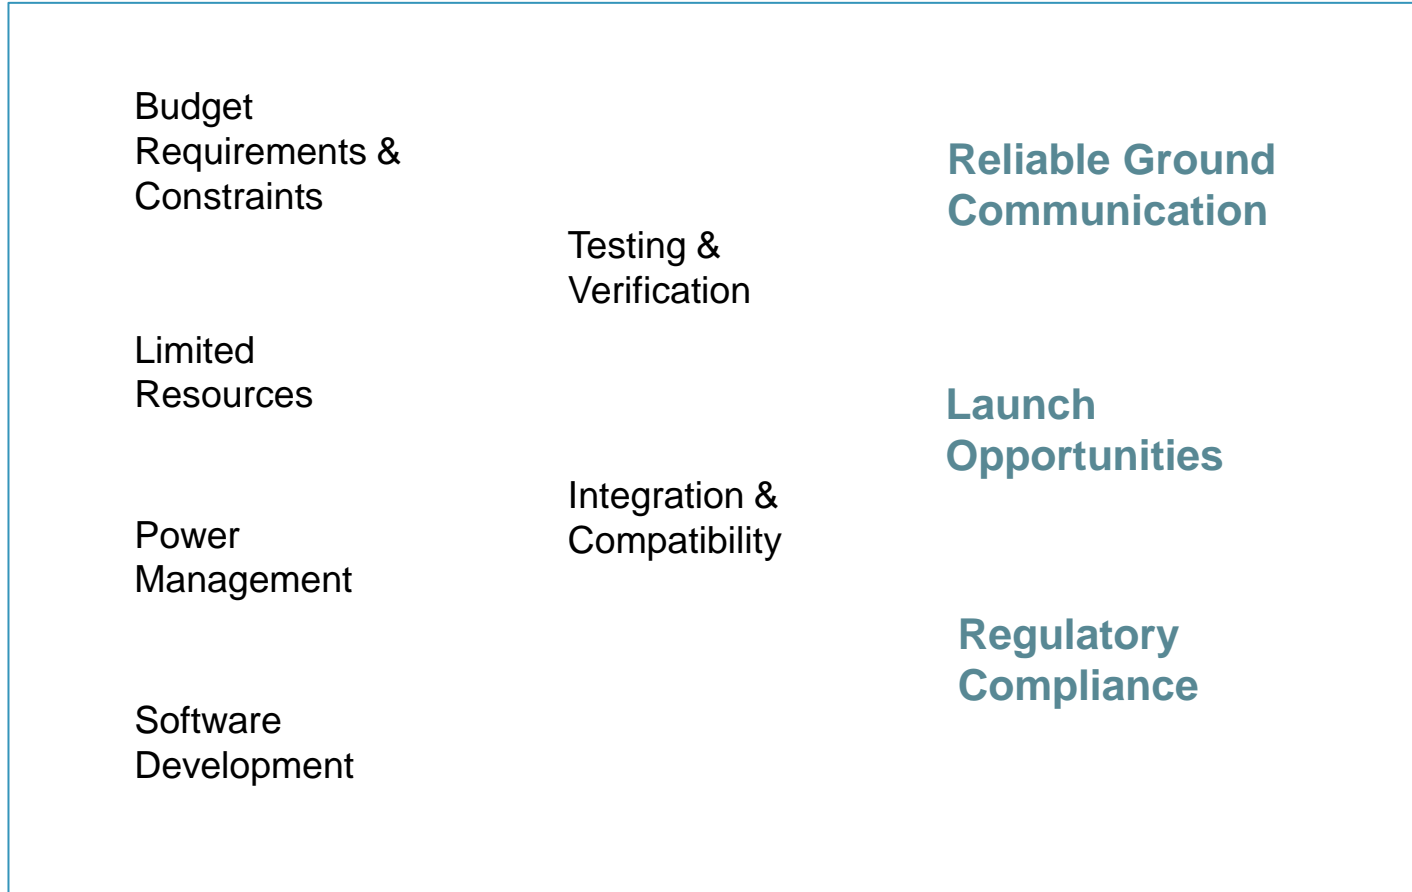 Budget
Requirements &
Constraints
Limited
Resources
Power
Management
Software
Development
Testing &
Verification
Integration &
Compatibility
Reliable Ground
Communication
Launch
Opportunities
Regulatory
Compliance